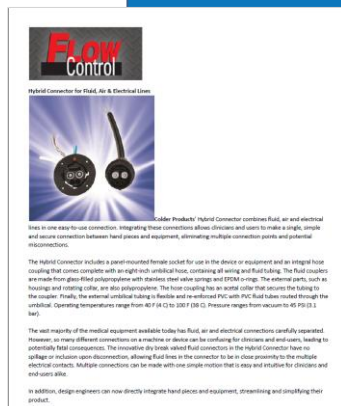 FLOW
Control
Hybrid Connector for Fluid, Air & Electrical Lines
Colder Products' Hybrid Connector combines fluid, air and electrical
lines in one easy-to-use connection. Integrating these connections allows clinicians and users to make a single, simple
and secure connection between hand pieces and equipment, eliminating multiple connection points and potential
misconnections.
The Hybrid Connector includes a panel-mounted female socket for use in the device or equipment and an integral hose
coupling that comes complete with an eight-inch umbilical hose, containing all wiring and fluid tubing. The fluid couplers
are made from glass-filled polypropylene with stainless steel valve springs and EPDM o-rings. The external parts, such as
housings and rotating collar, are also polypropylene. The hose coupling has an acetal collar that secures the tubing to
the coupler. Finally, the external umbilical tubing is flexible and re-enforced PVC with PVC fluid tubes routed through the
umbilical. Operating temperatures range from 40 F (4 C) to 100 F (38 C). Pressure ranges from vacuum to 45 PSI (3.1
bar).
The vast majority of the medical equipment available today has fluid, air and electrical connections carefully separated.
However, so many different connections on a machine or device can be confusing for clinicians and end-users, leading to
potentially fatal consequences. The innovative dry break valved fluid connectors in the Hybrid Connector have no
spillage or inclusion upon disconnection, allowing fluid lines in the connector to be in close proximity to the multiple
electrical contacts. Multiple connections can be made with one simple motion that is easy and intuitive for clinicians and
end-users alike.
In addition, design engineers can now directly integrate hand pieces and equipment, streamlining and simplifying their
product.